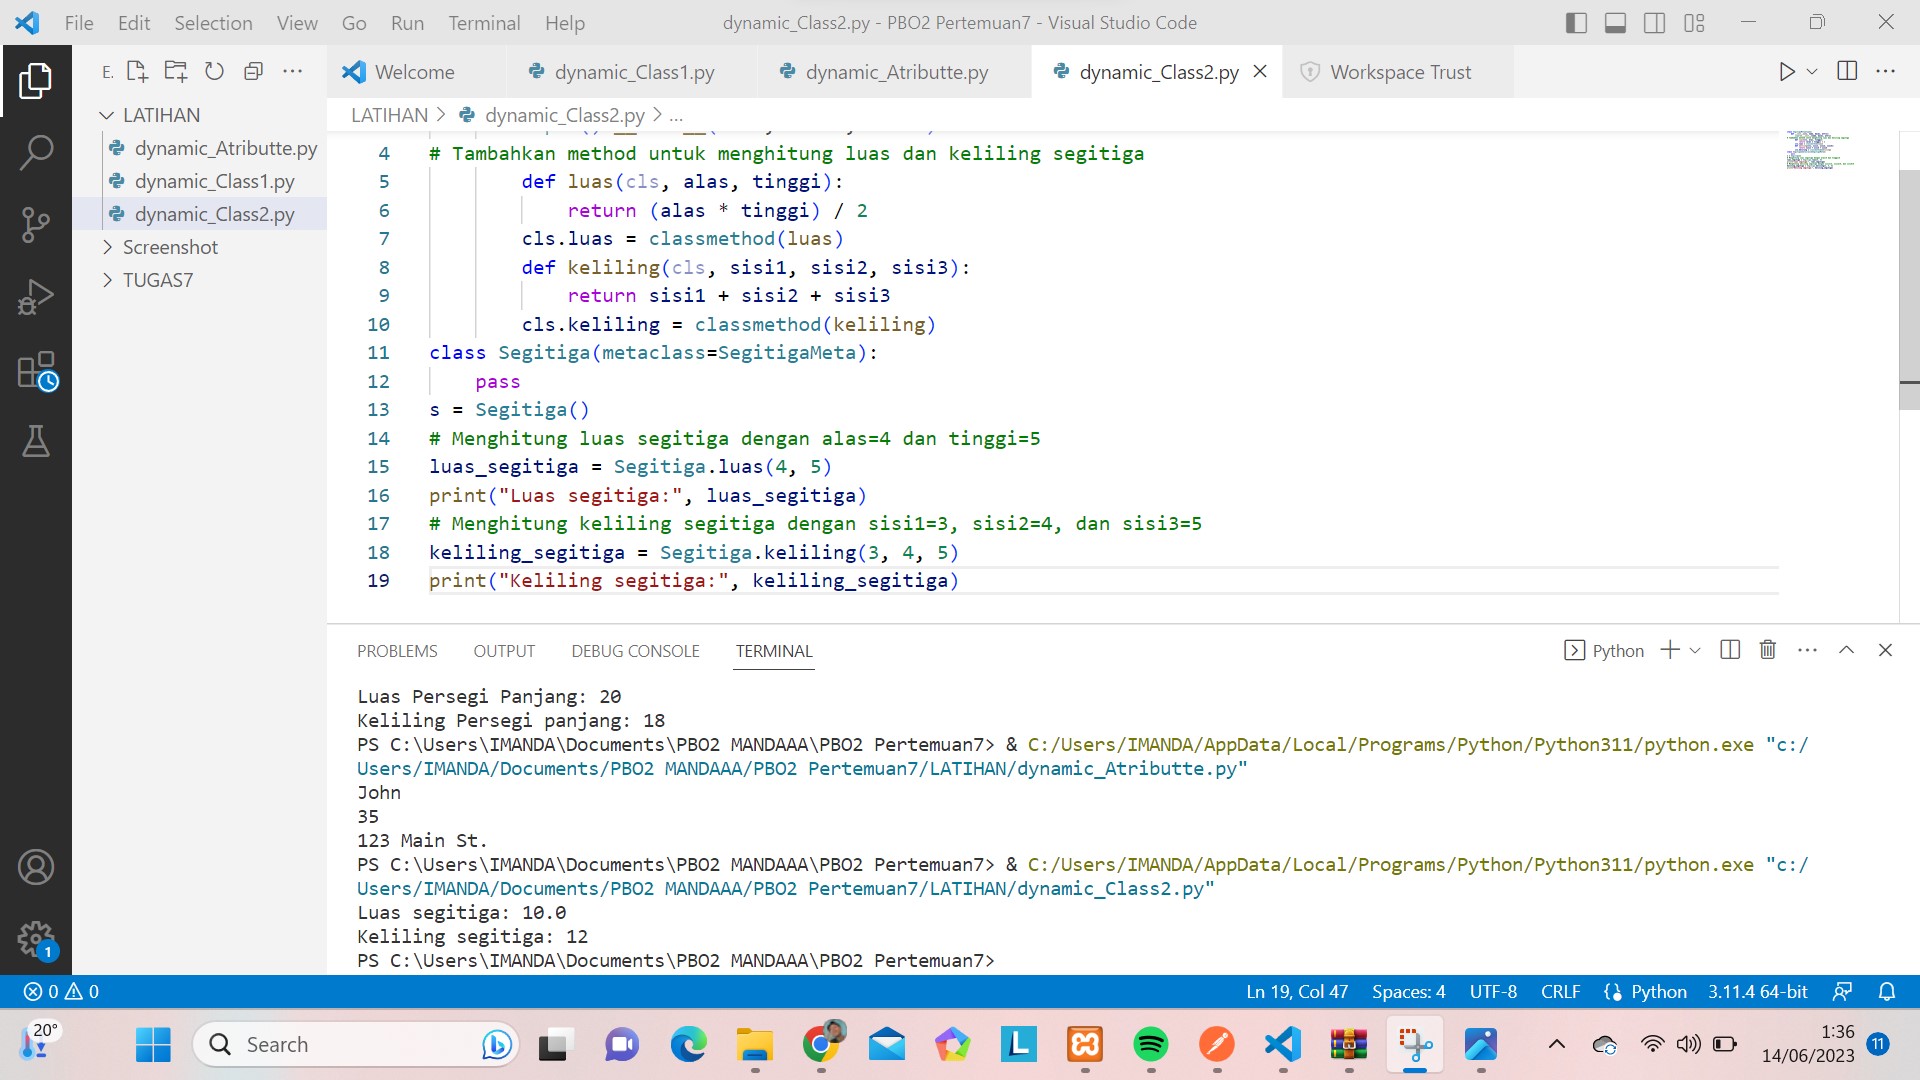 File Edit Selection View Go Run Terminal Help
dynamic_Class2.py - PBO2 Pertemuan7 - Visual Studio Code
E.
Welcome
dynamic_Class1.py
dynamic_Atributte.py
dynamic_Class2.py
Workspace Trust
LATIHAN
dynamic_Atributte.py
dynamic_Class1.py
dynamic_Class2.py
Screenshot
TUGAS7
LATIHAN > dynamic_Class2.py > ...
4 # Tambahkan method untuk menghitung luas dan keliling segitiga
5 def luas(cls, alas, tinggi):
6 return (alas * tinggi) / 2
7 cls.luas = classmethod(luas)
8 def keliling(cls, sisi1, sisi2, sisi3):
9 return sisi1 + sisi2 + sisi3
10 cls.keliling = classmethod(keliling)
11 class Segitiga(metaclass=SegitigaMeta):
12 pass
13 s = Segitiga()
14 # Menghitung luas segitiga dengan alas=4 dan tinggi=5
15 luas_segitiga = Segitiga.luas(4, 5)
16 print("Luas segitiga:", luas_segitiga)
17 # Menghitung keliling segitiga dengan sisi1=3, sisi2=4, dan sisi3=5
18 keliling_segitiga = Segitiga.keliling(3, 4, 5)
19 print("Keliling segitiga:", keliling_segitiga)
PROBLEMS OUTPUT DEBUG CONSOLE TERMINAL
Python
Luas Persegi Panjang: 20
Keliling Persegi panjang: 18
PS C:\Users\IMANDA\Documents\PBO2 MANDAAA\PBO2 Pertemuan7> & C:/Users/IMANDA/AppData/Local/Programs/Python/Python311/python.exe "c:/
Users/IMANDA/Documents/PBO2 MANDAAA/PBO2 Pertemuan7/LATIHAN/dynamic_Atributte.py"
John
35
123 Main St.
PS C:\Users\IMANDA\Documents\PBO2 MANDAAA\PBO2 Pertemuan7> & C:/Users/IMANDA/AppData/Local/Programs/Python/Python311/python.exe "c:/
Users/IMANDA/Documents/PBO2 MANDAAA/PBO2 Pertemuan7/LATIHAN/dynamic_Class2.py"
Luas segitiga: 10.0
Keliling segitiga: 12
PS C:\Users\IMANDA\Documents\PBO2 MANDAAA\PBO2 Pertemuan7>
1
0 0
Ln 19, Col 47 Spaces: 4 UTF-8 CRLF Python 3.11.4 64-bit
20°
Search
L
1:36
14/06/2023
11